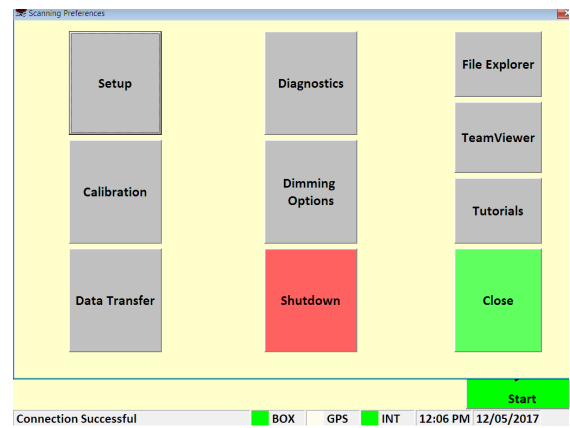 Scanning Preferences
Setup
Diagnostics
File Explorer
TeamViewer
Calibration
Dimming
Options
Tutorials
Data Transfer
Shutdown
Close
Start
Connection Successful
BOX
GPS
INT
12:06 PM
12/05/2017